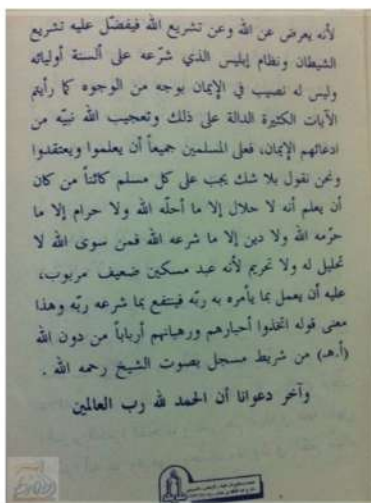 لأنه يعرض عن الله وعن تشريع الله فيفضّل عليه تشريع
الشيطان ونظام إبليس الذي شرّعه على ألسنة أوليائه
وليس له نصيب في الإيمان بوجه من الوجوه كما رأيتم
الآيات الكثيرة الدالة على ذلك وتعجيب الله نبيّه من
ادعائهم الإيمان، فعلى المسلمين جميعاً أن يعلموا ويعتقدوا
ونحن نقول بلا شك يجب على كل مسلم كائناً من كان
أن يعلم أنه لا حلال إلا ما أحلّه الله ولا حرام إلا ما
حرّمه الله ولا دين إلا ما شرعه الله فمن سوى الله لا
تحليل له ولا تحريم لأنه عبد مسكين ضعيف مربوب،
عليه أن يعمل بما يأمره به ربّه فينتفع بما شرعه ربّه وهذا
معنى قوله اتخذوا أحبارهم ورهبانهم أرباباً من دون الله
(أ.هـ) من شريط مسجل بصوت الشيخ رحمه الله .
وآخر دعوانا أن الحمد لله رب العالمين